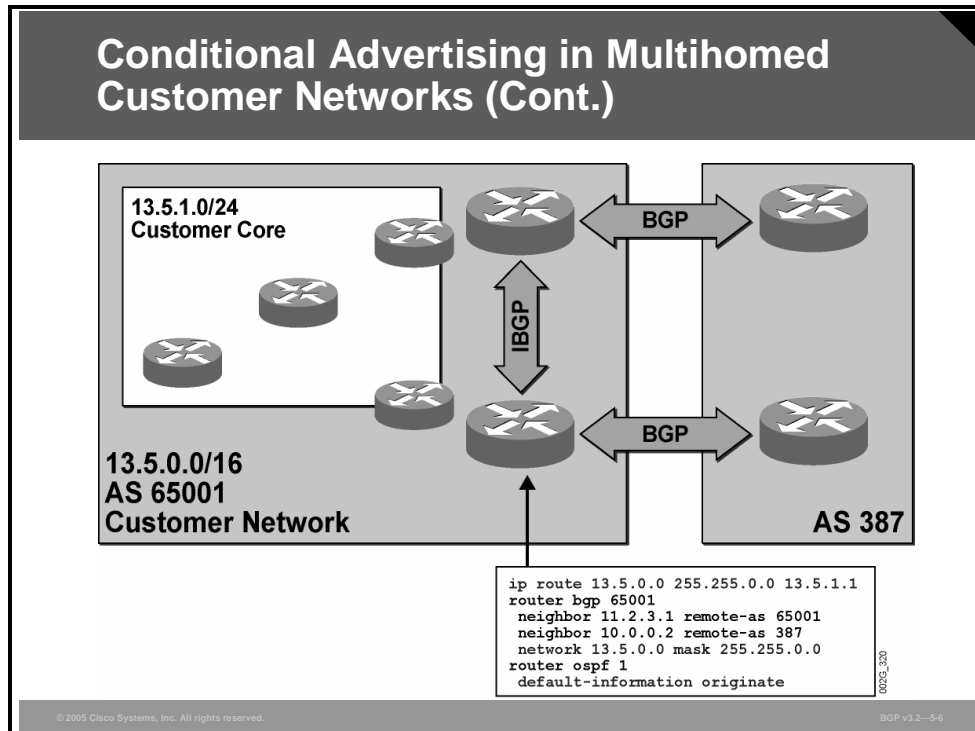 Conditional Advertising in Multihomed
Customer Networks (Cont.)
13.5.1.0/24
Customer Core
BGP
IBGP
BGP
13.5.0.0/16
AS 65001
Customer Network
AS 387
ip route 13.5.0.0 255.255.0.0 13.5.1.1
router bgp 65001
neighbor 11.2.3.1 remote-as 65001
neighbor 10.0.0.2 remote-as 387
network 13.5.0.0 mask 255.255.0.0
router ospf 1
default-information originate
002G_320
© 2005 Cisco Systems, Inc. All rights reserved.
BGP v3.2—5-6